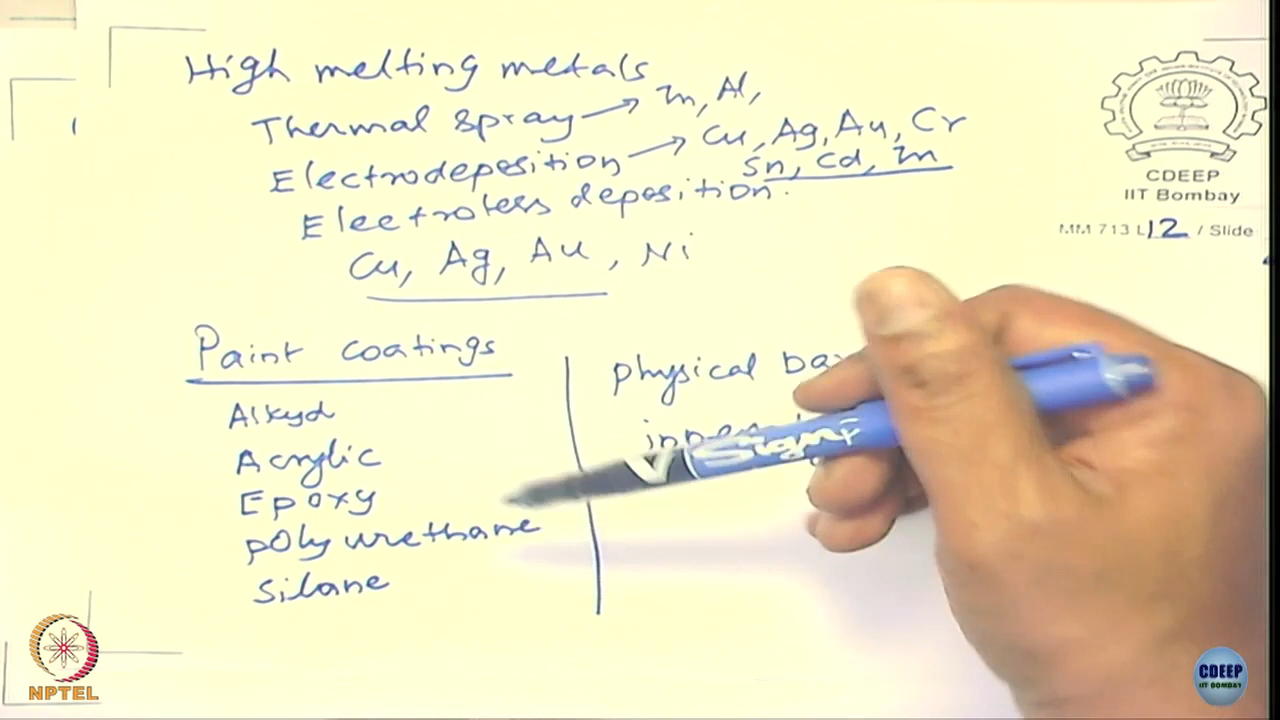 High melting metals
Thermal spray → Zn, Al,
Electrodeposition → Cu, Ag, Au, Cr
Sn, Cd, Zn
Electroless deposition.
Cu, Ag, Au, Ni
Paint coatings
Alkyd
Acrylic
Epoxy
polyurethane
Silane
physical
CDEEP
IIT Bombay
MM 713 L12 / Slide
NPTEL
CDEEP
IIT BOMBAY